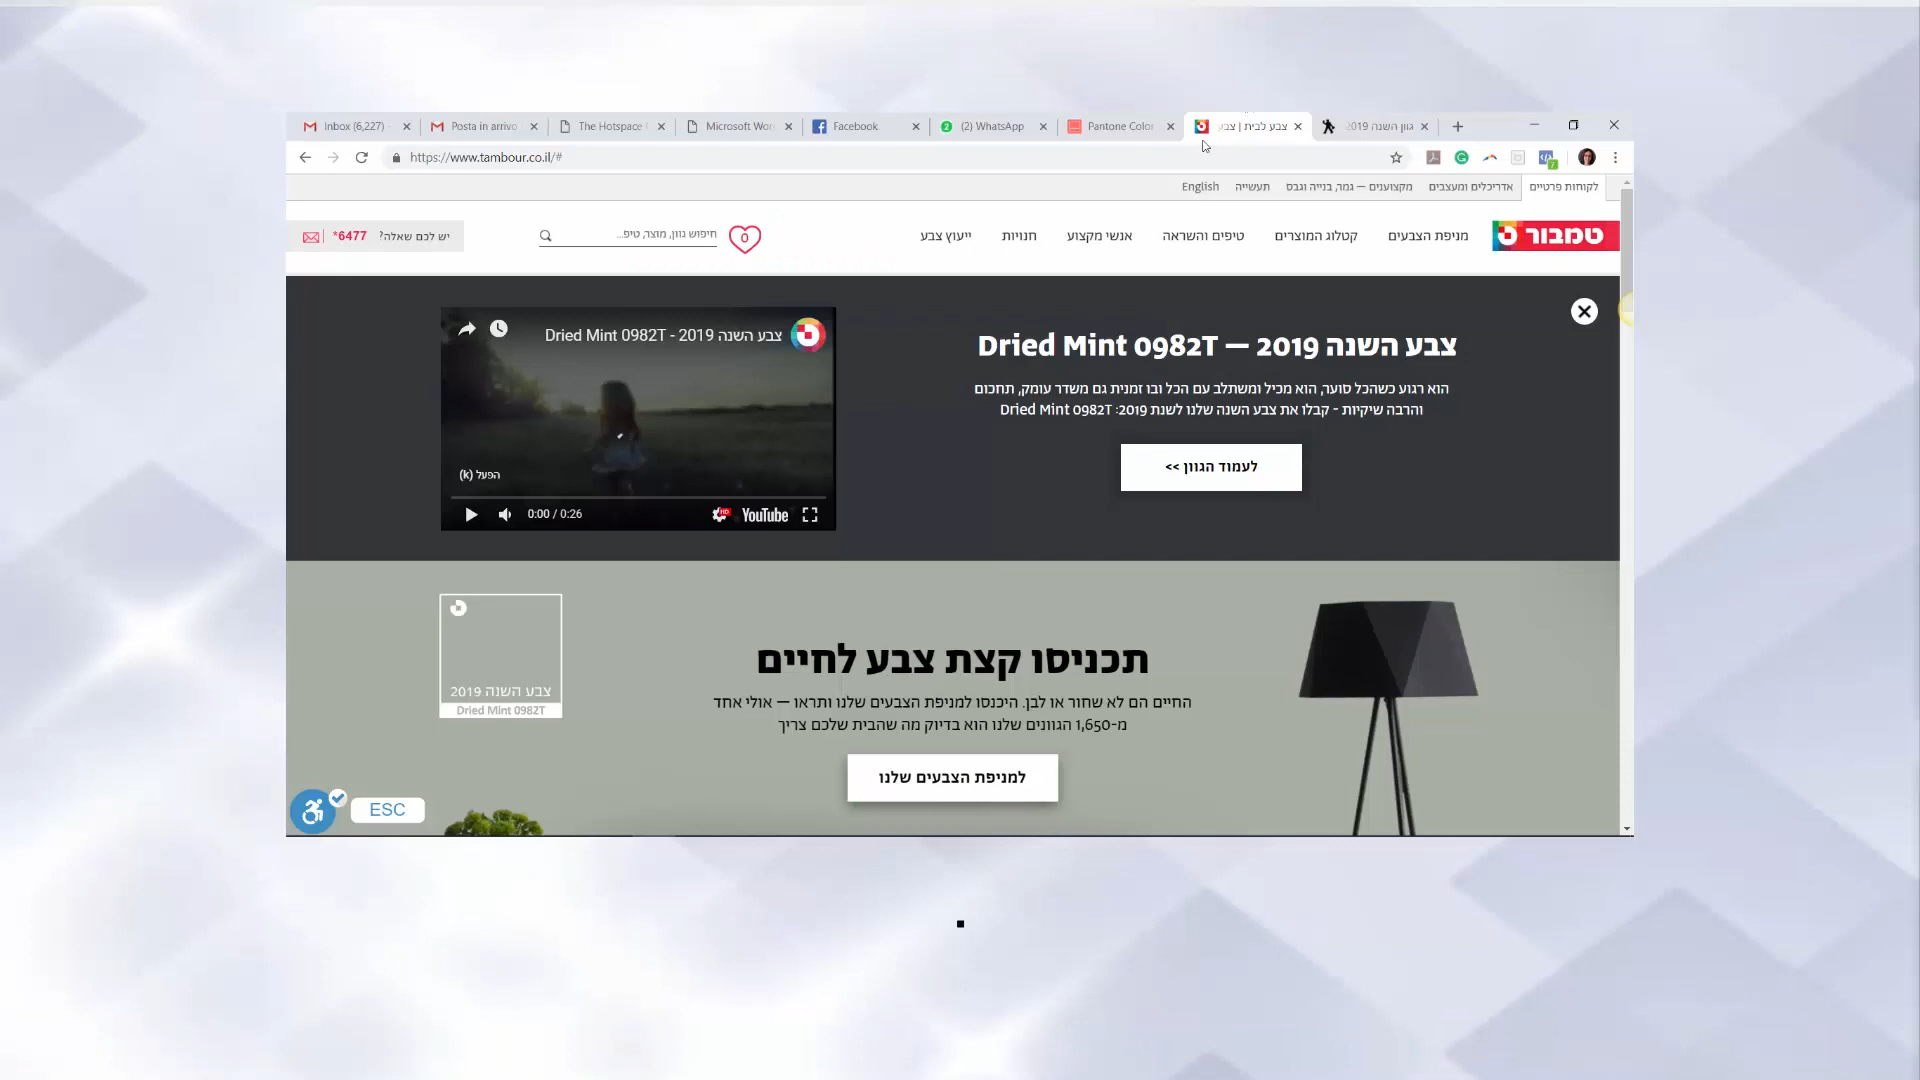 Inbox (6,227)
Posta in arrivo
The Hotspace
Microsoft Wor
Facebook
(2) WhatsApp
Pantone Color
צבע לבית | צבע
גוון השנה 2019
https://www.tambour.co.il/#
לקוחות פרטיים
אדריכלים ומעצבים
מקצוענים — גמר, בנייה וגבס
תעשייה
English
טמבור
מניפת הצבעים
קטלוג המוצרים
טיפים והשראה
אנשי מקצוע
חנויות
ייעוץ צבע
0
חיפוש גוון, מוצר, טיפ...
יש לכם שאלה? 6477*
צבע השנה 2019 — Dried Mint 0982T
הוא רגוע כשהכל סוער, הוא מכיל ומשתלב עם הכל ובו זמנית גם משדר עומק, תחכום
והרבה שיקיות - קבלו את צבע השנה שלנו לשנת 2019: Dried Mint 0982T
לעמוד הגוון >>
צבע השנה 2019 - Dried Mint 0982T
הפעל (k)
0:00 / 0:26
HD
YouTube
תכניסו קצת צבע לחיים
החיים הם לא שחור או לבן. היכנסו למניפת הצבעים שלנו ותראו — אולי אחד
מ-1,650 הגוונים שלנו הוא בדיוק מה שהבית שלכם צריך
למניפת הצבעים שלנו
צבע השנה 2019
Dried Mint 0982T
ESC